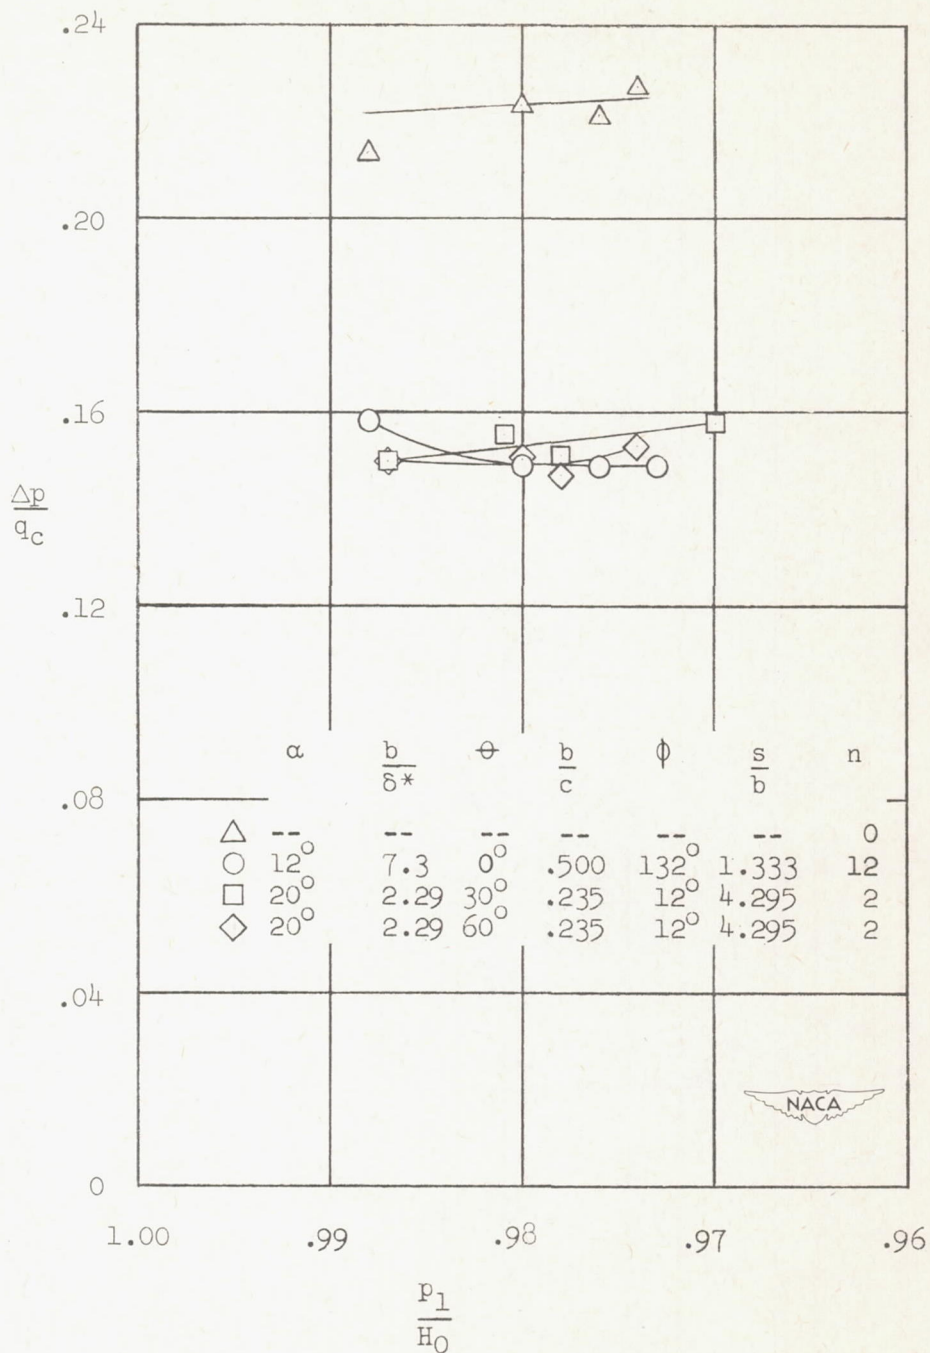 .24
.20
.16
Δp
q_c
.12
α b/δ* θ b/c ϕ s/b n
.08
△ -- -- -- -- -- -- 0
○ 12° 7.3 0° .500 132° 1.333 12
□ 20° 2.29 30° .235 12° 4.295 2
◇ 20° 2.29 60° .235 12° 4.295 2
.04
NACA
0
1.00 .99 .98 .97 .96
p₁
H₀